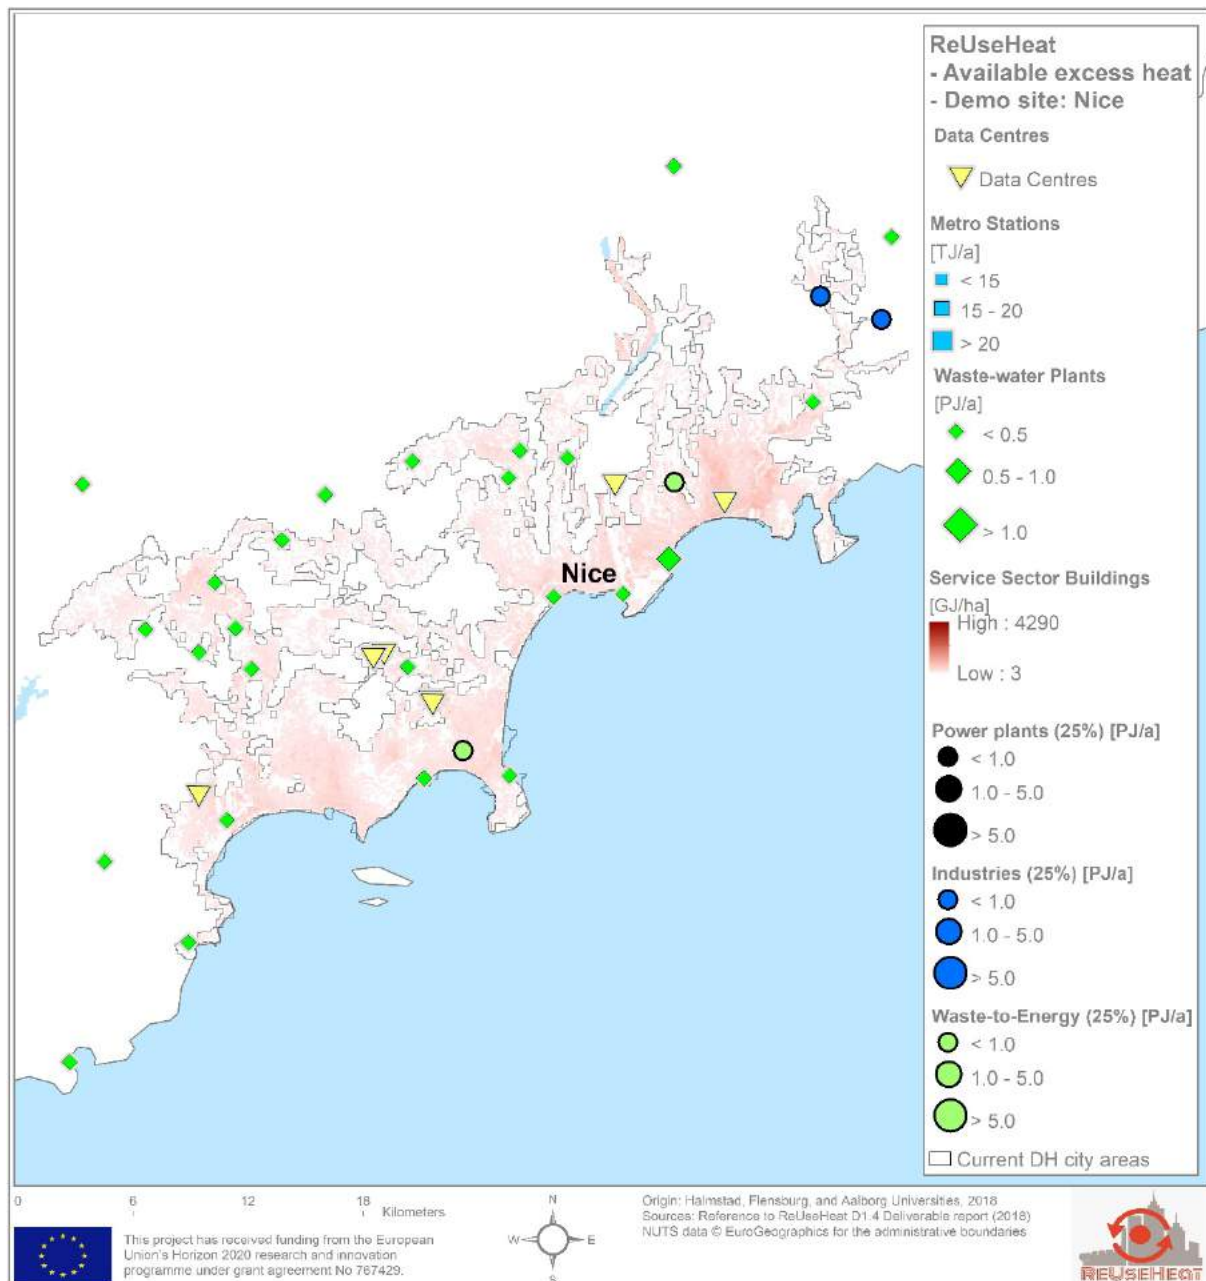 ReUseHeat
- Available excess heat
- Demo site: Nice
Data Centres
Data Centres
Metro Stations
[TJ/a]
< 15
15 - 20
> 20
Waste-water Plants
[PJ/a]
< 0.5
0.5 - 1.0
> 1.0
Service Sector Buildings
[GJ/ha]
High : 4290
Low : 3
Power plants (25%) [PJ/a]
< 1.0
1.0 - 5.0
> 5.0
Industries (25%) [PJ/a]
< 1.0
1.0 - 5.0
> 5.0
Waste-to-Energy (25%) [PJ/a]
< 1.0
1.0 - 5.0
> 5.0
Current DH city areas
Nice
0 6 12 18
Kilometers
N
W E
S
This project has received funding from the European
Union's Horizon 2020 research and innovation
programme under grant agreement No 767429.
Origin: Halmstad, Flensburg, and Aalborg Universities, 2018
Sources: Reference to ReUseHeat D1.4 Deliverable report (2018)
NUTS data © EuroGeographics for the administrative boundaries
REUSEHEAT